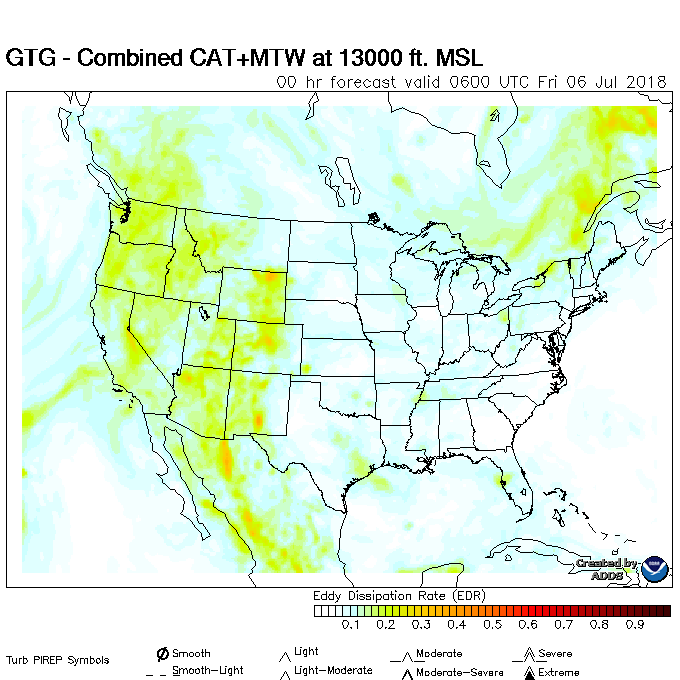 GTG - Combined CAT+MTW at 13000 ft. MSL
00 hr forecast valid 0600 UTC Fri 06 Jul 2018
Created by
ADDS
Eddy Dissipation Rate (EDR)
0.1 0.2 0.3 0.4 0.5 0.6 0.7 0.8 0.9
Turb PIREP Symbols
Smooth Light Moderate Severe
Smooth-Light Light-Moderate Moderate-Severe Extreme